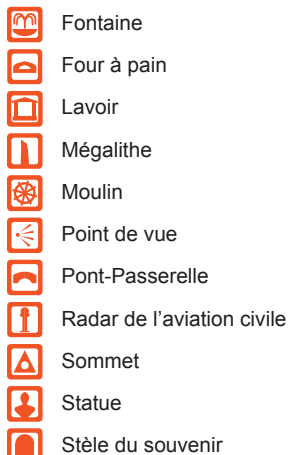 Fontaine
Four à pain
Lavoir
Mégalithe
Moulin
Point de vue
Pont-Passerelle
Radar de l’aviation civile
Sommet
Statue
Stèle du souvenir